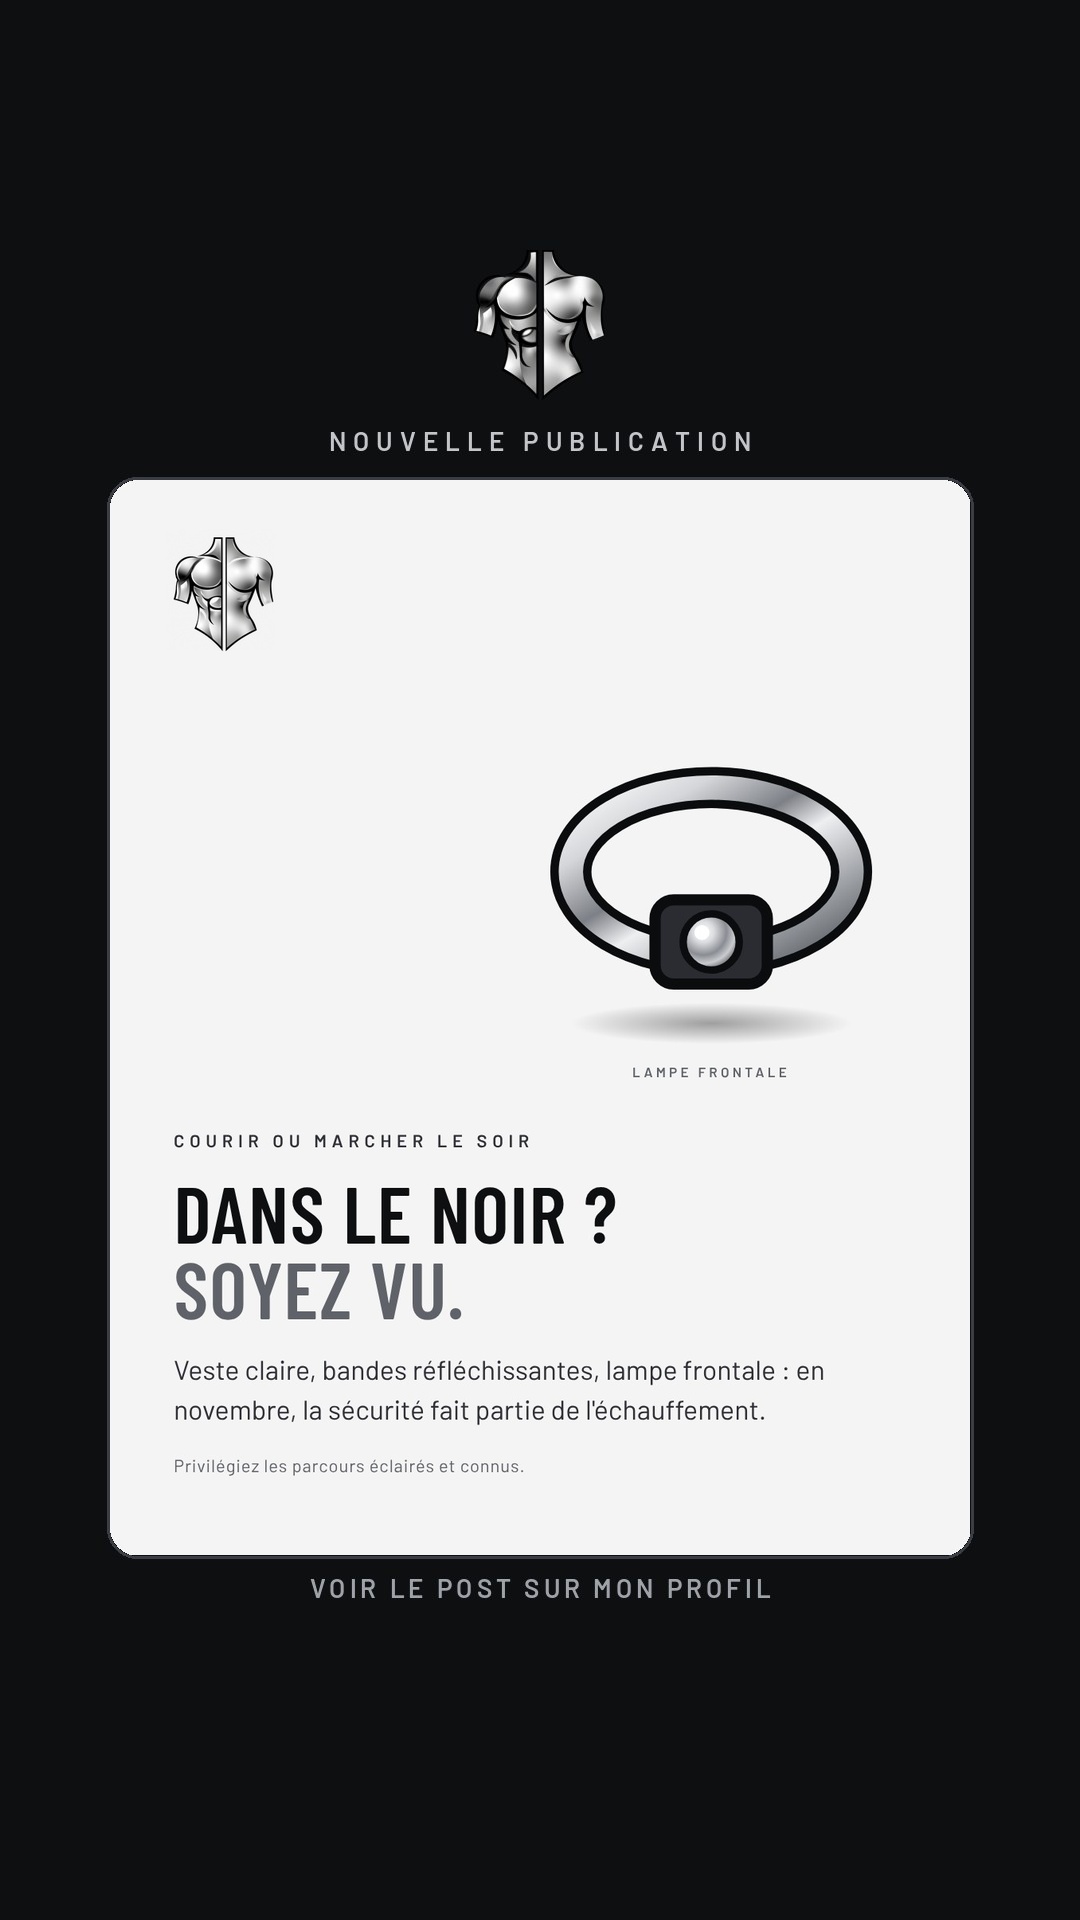 NOUVELLE PUBLICATION
LAMPE FRONTALE
COURIR OU MARCHER LE SOIR
DANS LE NOIR ?
SOYEZ VU.
Veste claire, bandes réfléchissantes, lampe frontale : en
novembre, la sécurité fait partie de l'échauffement.
Privilégiez les parcours éclairés et connus.
VOIR LE POST SUR MON PROFIL